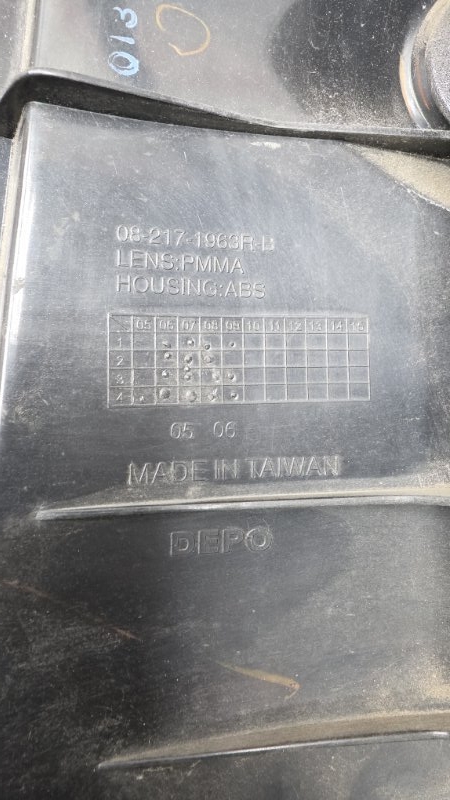 013
08-217-1963R-B
LENS:PMMA
HOUSING:ABS
05 06 07 08 09 10 11 12 13 14 15
1
2
3
4
05 06
MADE IN TAIWAN
DEPO